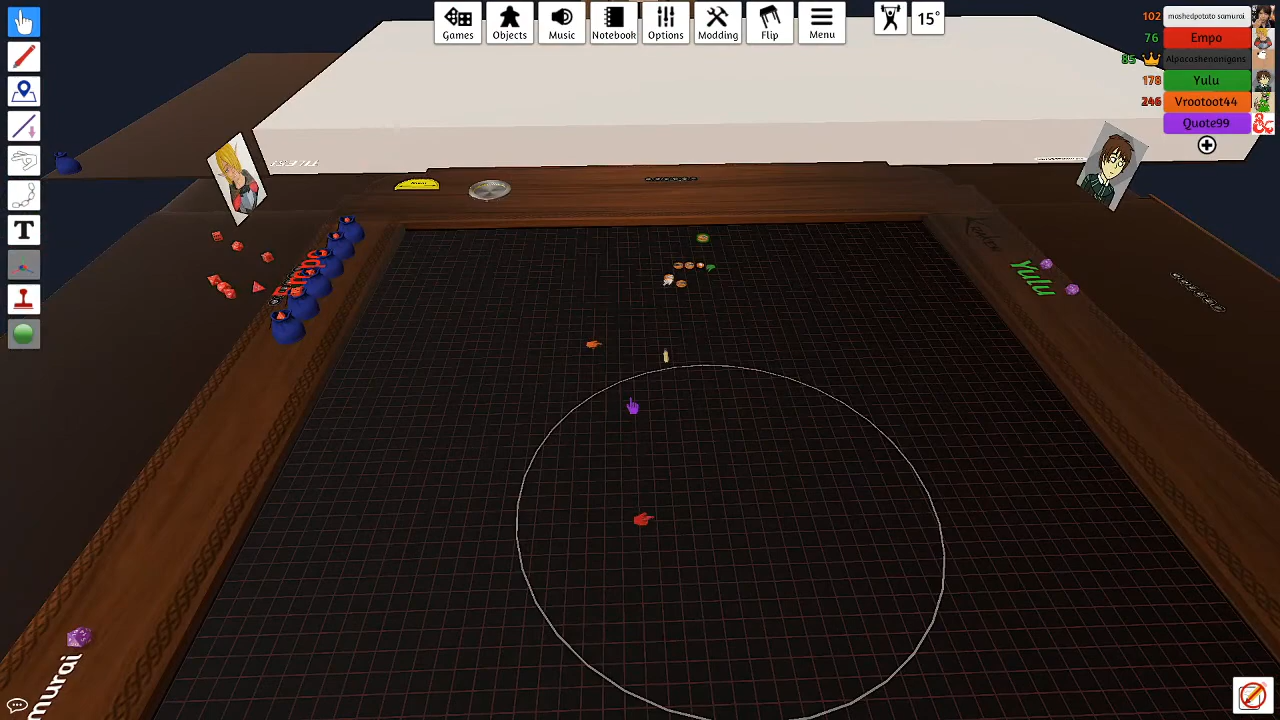 Games
Objects
Music
Notebook
Options
Modding
Flip
Menu
15°
102 mashedpotato samurai
76 Empo
85 Alpacashenanigans
178 Yulu
246 Vrootoot44
Quote99
T
Yulu
murai